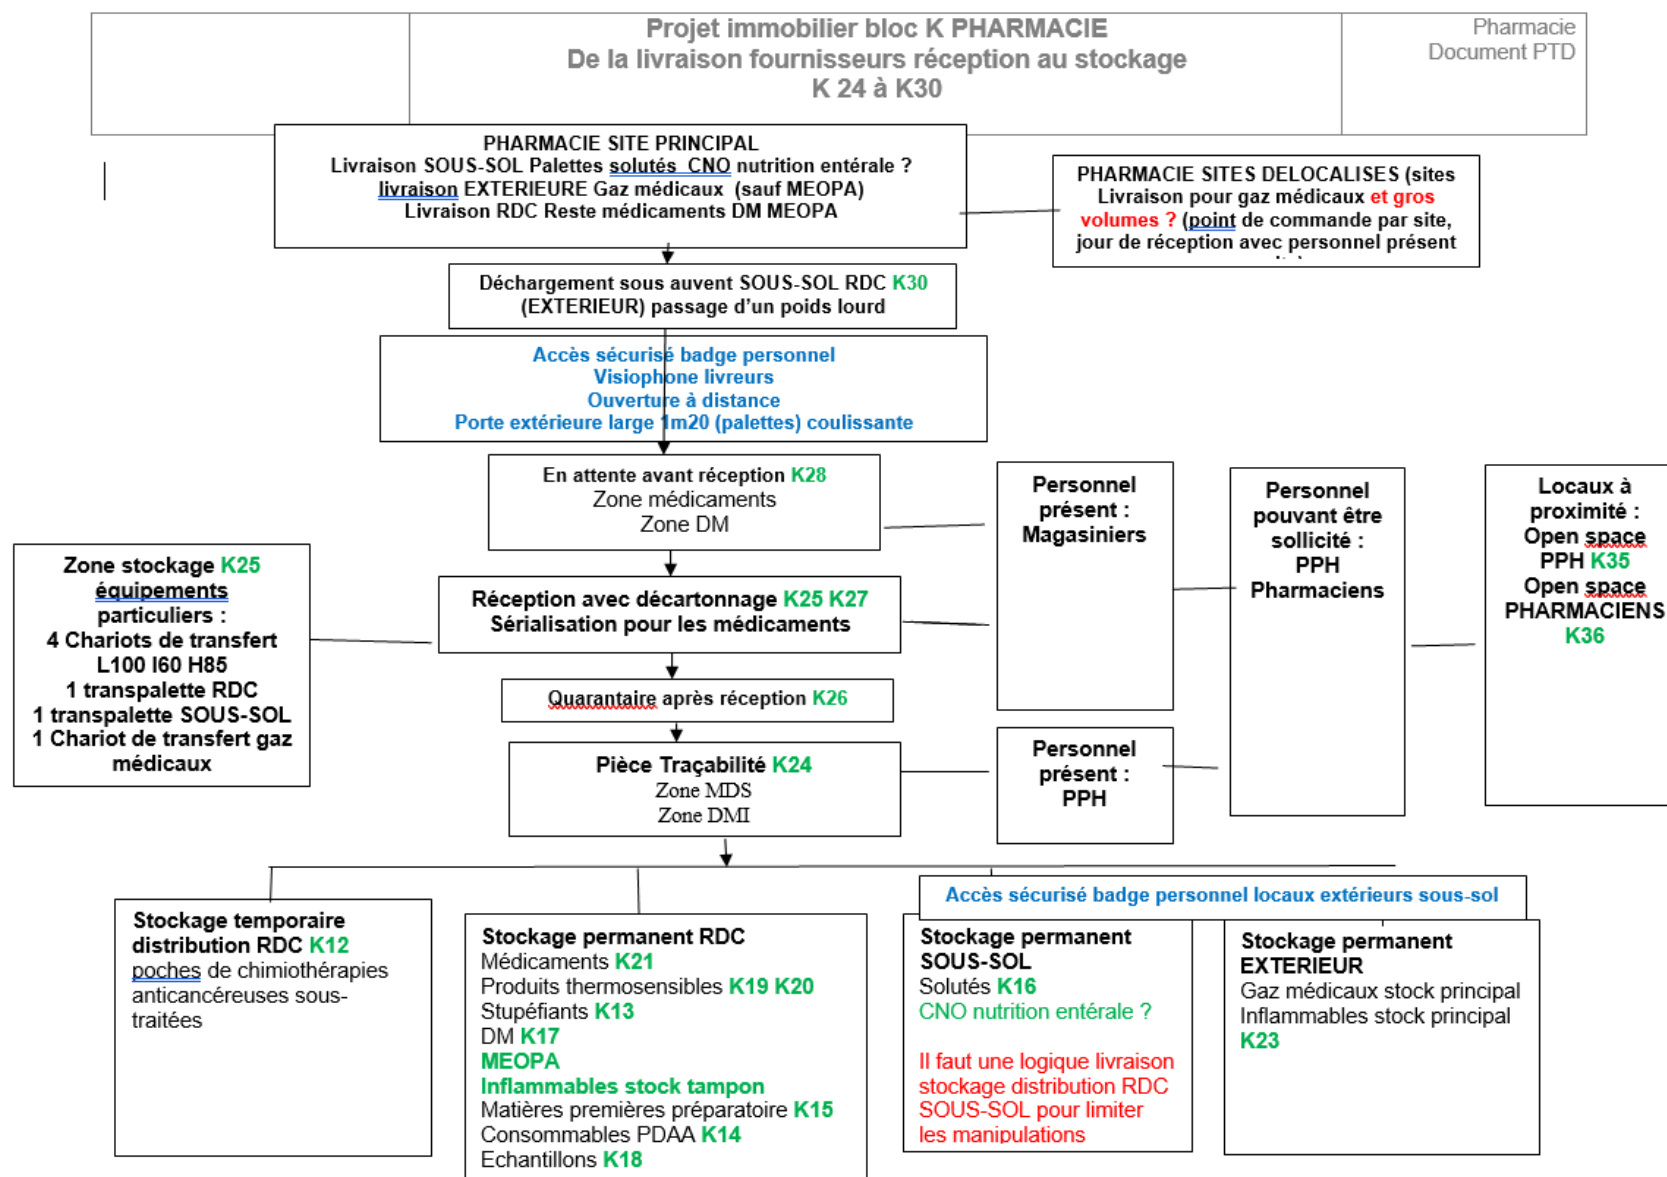 Projet immobilier bloc K PHARMACIE
De la livraison fournisseurs réception au stockage
K 24 à K30
Pharmacie
Document PTD
PHARMACIE SITE PRINCIPAL
Livraison SOUS-SOL Palettes solutés CNO nutrition entérale ?
livraison EXTERIEURE Gaz médicaux (sauf MEOPA)
Livraison RDC Reste médicaments DM MEOPA
PHARMACIE SITES DELOCALISES (sites
Livraison pour gaz médicaux et gros
volumes ? (point de commande par site,
jour de réception avec personnel présent
Déchargement sous auvent SOUS-SOL RDC K30
(EXTERIEUR) passage d'un poids lourd
Accès sécurisé badge personnel
Visiophone livreurs
Ouverture à distance
Porte extérieure large 1m20 (palettes) coulissante
En attente avant réception K28
Zone médicaments
Zone DM
Personnel
présent :
Magasiniers
Personnel
pouvant être
sollicité :
PPH
Pharmaciens
Locaux à
proximité :
Open space
PPH K35
Open space
PHARMACIENS
K36
Zone stockage K25
équipements
particuliers :
4 Chariots de transfert
L100 l60 H85
1 transpalette RDC
1 transpalette SOUS-SOL
1 Chariot de transfert gaz
médicaux
Réception avec décartonnage K25 K27
Sérialisation pour les médicaments
Quarantaire après réception K26
Pièce Traçabilité K24
Zone MDS
Zone DMI
Personnel
présent :
PPH
Accès sécurisé badge personnel locaux extérieurs sous-sol
Stockage temporaire
distribution RDC K12
poches de chimiothérapies
anticancéreuses sous-
traitées
Stockage permanent RDC
Médicaments K21
Produits thermosensibles K19 K20
Stupéfiants K13
DM K17
MEOPA
Inflammables stock tampon
Matières premières préparatoire K15
Consommables PDAA K14
Echantillons K18
Stockage permanent
SOUS-SOL
Solutés K16
CNO nutrition entérale ?
Il faut une logique livraison
stockage distribution RDC
SOUS-SOL pour limiter
les manipulations
Stockage permanent
EXTERIEUR
Gaz médicaux stock principal
Inflammables stock principal
K23